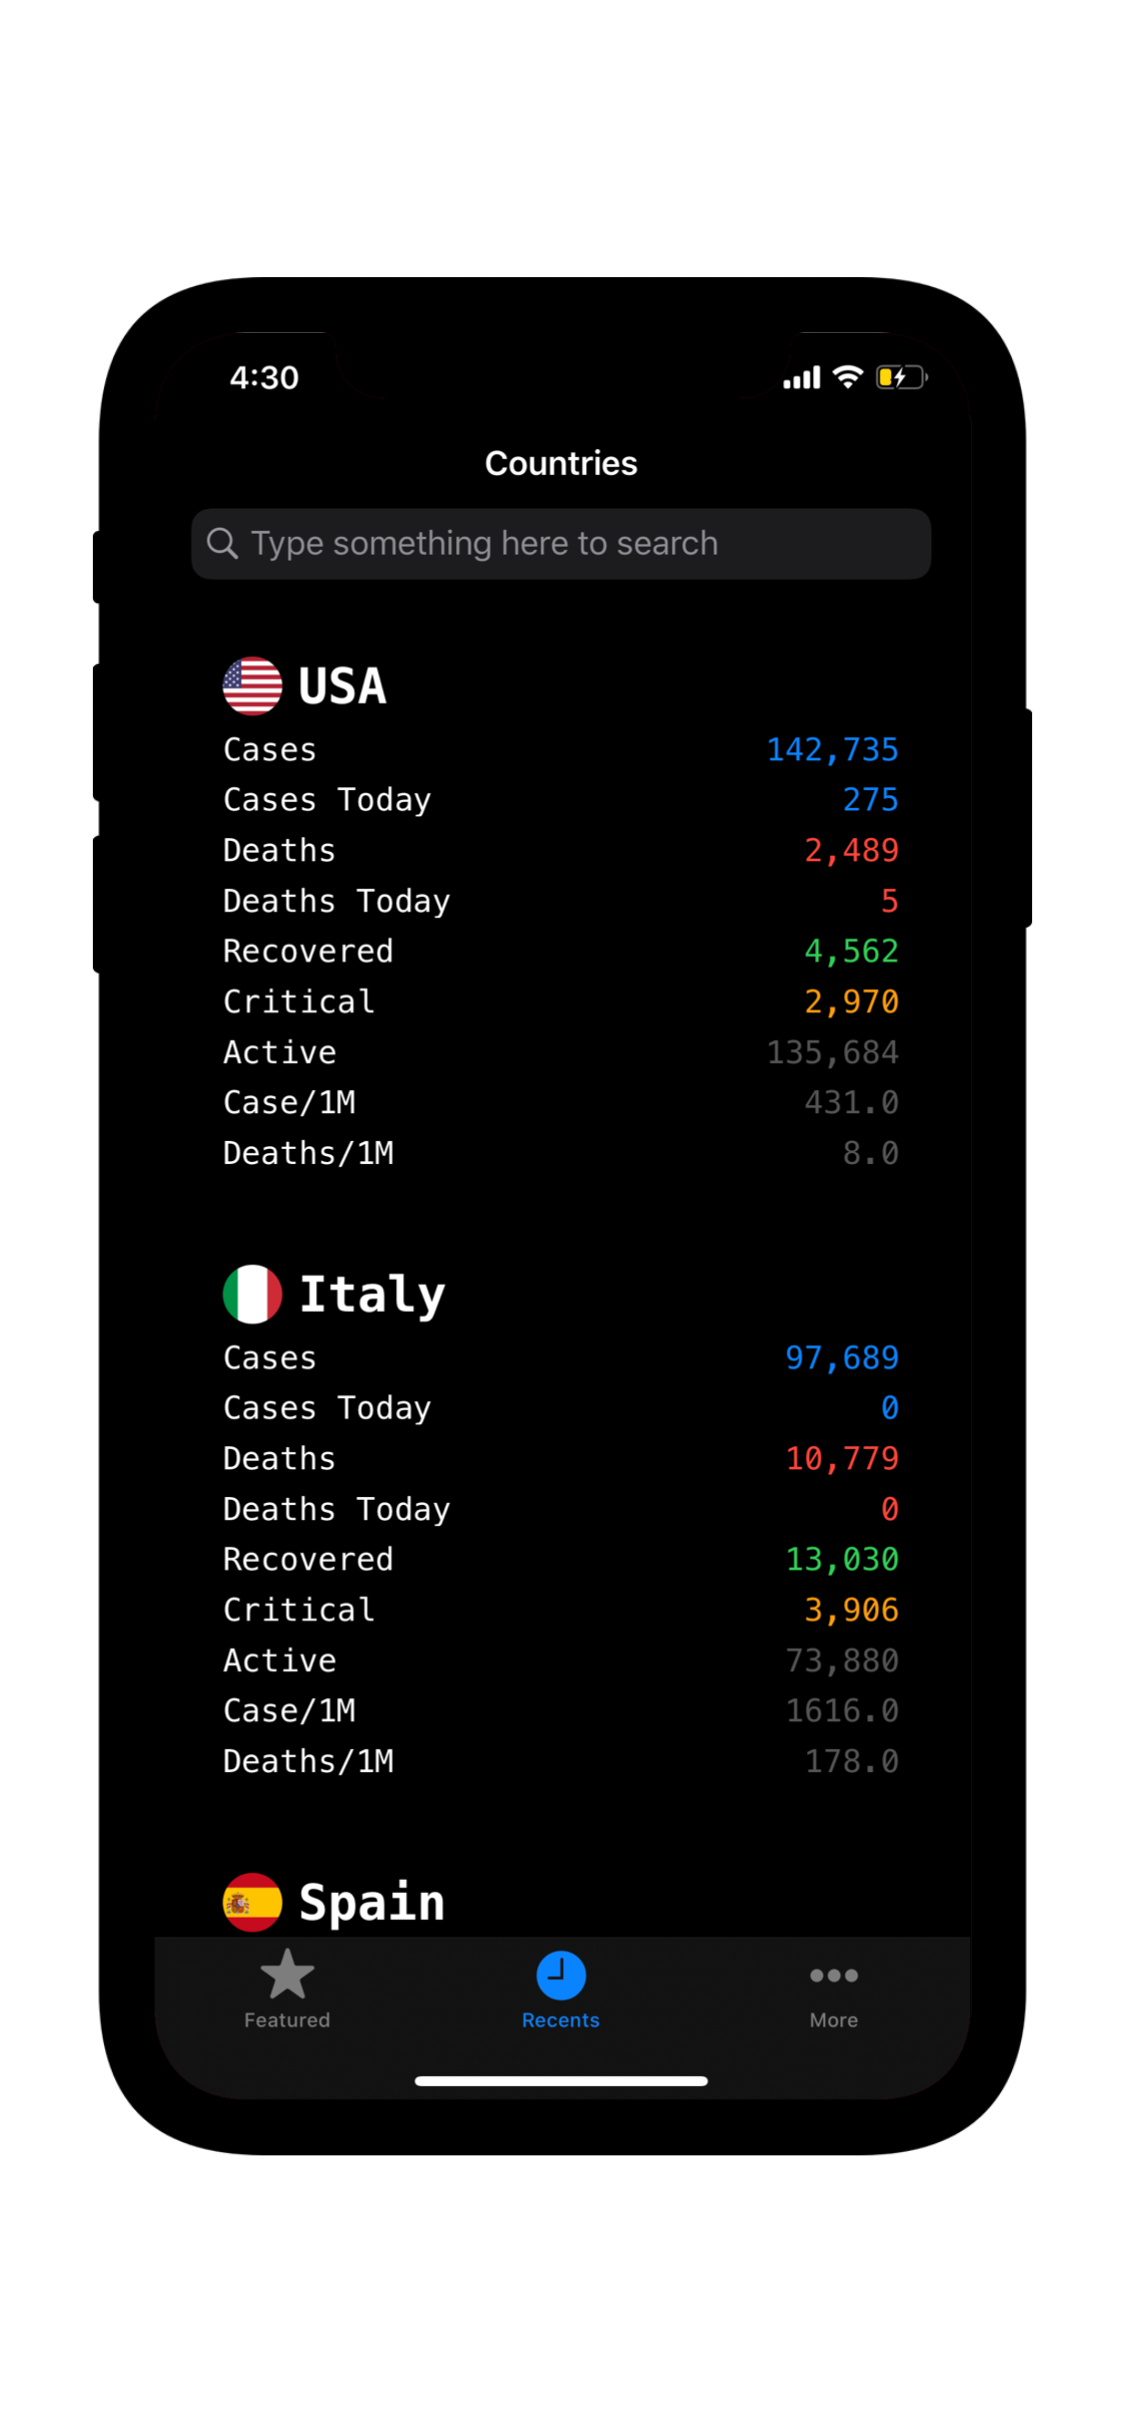 4:30
Countries
Type something here to search
USA
Cases 142,735
Cases Today 275
Deaths 2,489
Deaths Today 5
Recovered 4,562
Critical 2,970
Active 135,684
Case/1M 431.0
Deaths/1M 8.0
Italy
Cases 97,689
Cases Today 0
Deaths 10,779
Deaths Today 0
Recovered 13,030
Critical 3,906
Active 73,880
Case/1M 1616.0
Deaths/1M 178.0
Spain
Featured Recents More